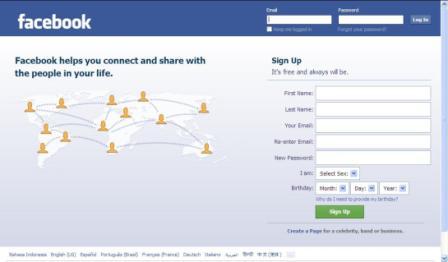 facebook
Email
Password
Log In
Keep me logged in
Forgot your password?
Facebook helps you connect and share with
the people in your life.
Sign Up
It's free and always will be.
First Name:
Last Name:
Your Email:
Re-enter Email:
New Password:
I am: Select Sex:
Birthday: Month: Day: Year:
Why do I need to provide my birthday?
Sign Up
Create a Page for a celebrity, band or business.
Bahasa Indonesia English (US) Español Português (Brasil) Français (France) Deutsch Italiano العربية हिन्दी 中文(简体)